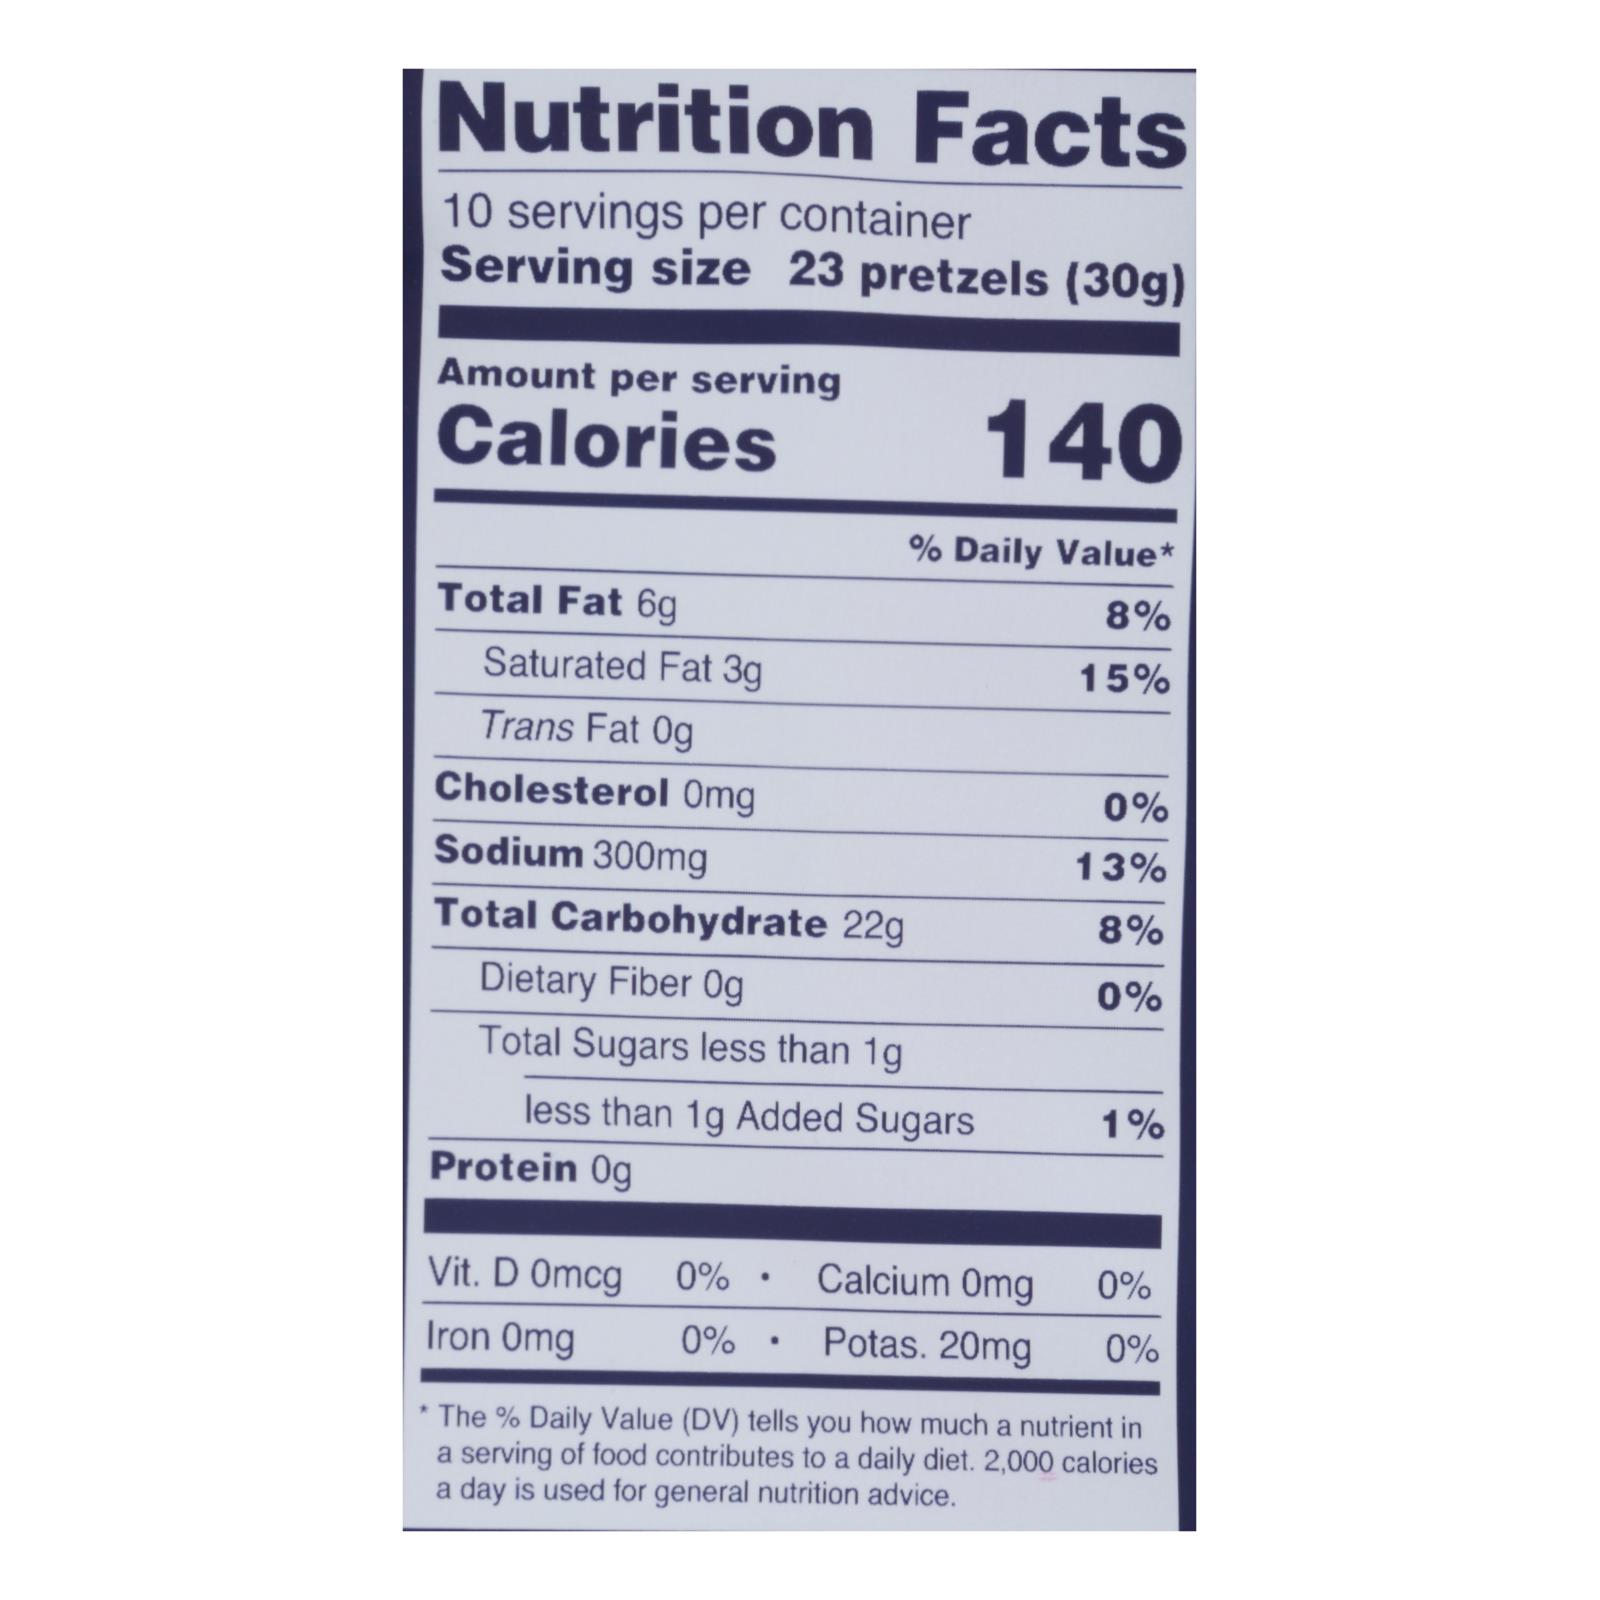 Nutrition Facts
10 servings per container
Serving size 23 pretzels (30g)
Amount per serving
Calories 140
% Daily Value*
Total Fat 6g 8%
Saturated Fat 3g 15%
Trans Fat 0g
Cholesterol 0mg 0%
Sodium 300mg 13%
Total Carbohydrate 22g 8%
Dietary Fiber 0g 0%
Total Sugars less than 1g
less than 1g Added Sugars 1%
Protein 0g
Vit. D 0mcg 0% • Calcium 0mg 0%
Iron 0mg 0% • Potas. 20mg 0%
* The % Daily Value (DV) tells you how much a nutrient in
a serving of food contributes to a daily diet. 2,000 calories
a day is used for general nutrition advice.